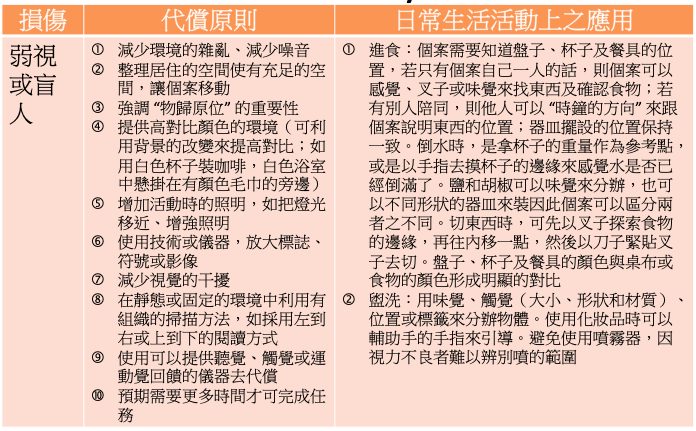 損傷
代償原則
日常生活活動上之應用
弱視
或盲
人
① 減少環境的雜亂、減少噪音
② 整理居住的空間使有充足的空
間，讓個案移動
③ 強調 “物歸原位” 的重要性
④ 提供高對比顏色的環境（可利
用背景的改變來提高對比；如
用白色杯子裝咖啡，白色浴室
中懸掛在有顏色毛巾的旁邊）
⑤ 增加活動時的照明，如把燈光
移近、增強照明
⑥ 使用技術或儀器，放大標誌、
符號或影像
⑦ 減少視覺的干擾
⑧ 在靜態或固定的環境中利用有
組織的掃描方法，如採用左到
右或上到下的閱讀方式
⑨ 使用可以提供聽覺、觸覺或運
動覺回饋的儀器去代償
⑩ 預期需要更多時間才可完成任
務
① 進食：個案需要知道盤子、杯子及餐具的位
置，若只有個案自己一人的話，則個案可以
感覺、叉子或味覺來找東西及確認食物；若
有別人陪同，則他人可以 “時鐘的方向” 來跟
個案說明東西的位置；器皿擺設的位置保持
一致。倒水時，是拿杯子的重量作為參考點，
或是以手指去摸杯子的邊緣來感覺水是否已
經倒滿了。鹽和胡椒可以味覺來分辨，也可
以不同形狀的器皿來裝因此個案可以區分兩
者之不同。切東西時，可先以叉子探索食物
的邊緣，再往內移一點，然後以刀子緊貼叉
子去切。盤子、杯子及餐具的顏色與桌布或
食物的顏色形成明顯的對比
② 盥洗：用味覺、觸覺（大小、形狀和材質）、
位置或標籤來分辦物體。使用化妝品時可以
輔助手的手指來引導。避免使用噴霧器，因
視力不良者難以辨別噴的範圍